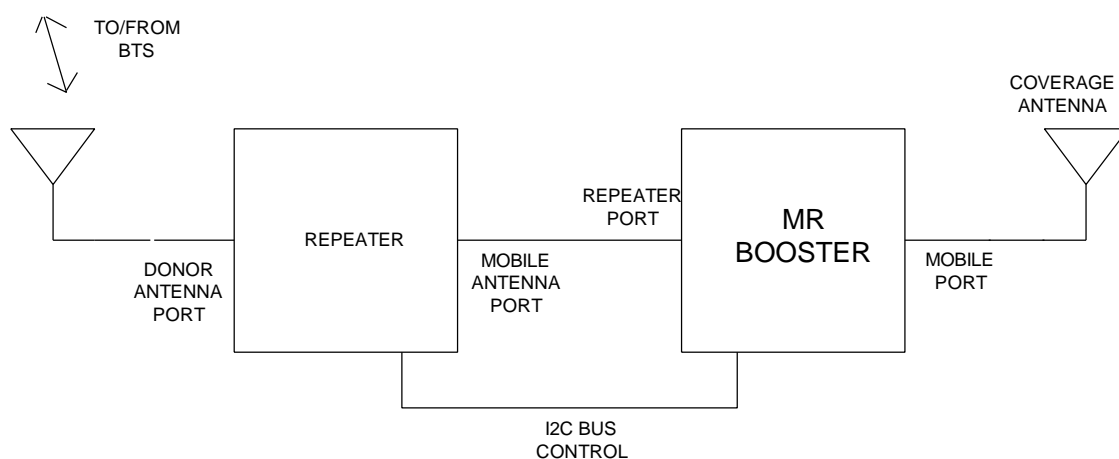 TO/FROM
BTS
COVERAGE
ANTENNA
REPEATER
PORT
MR
BOOSTER
REPEATER
DONOR
ANTENNA
PORT
MOBILE
ANTENNA
PORT
MOBILE
PORT
I2C BUS
CONTROL